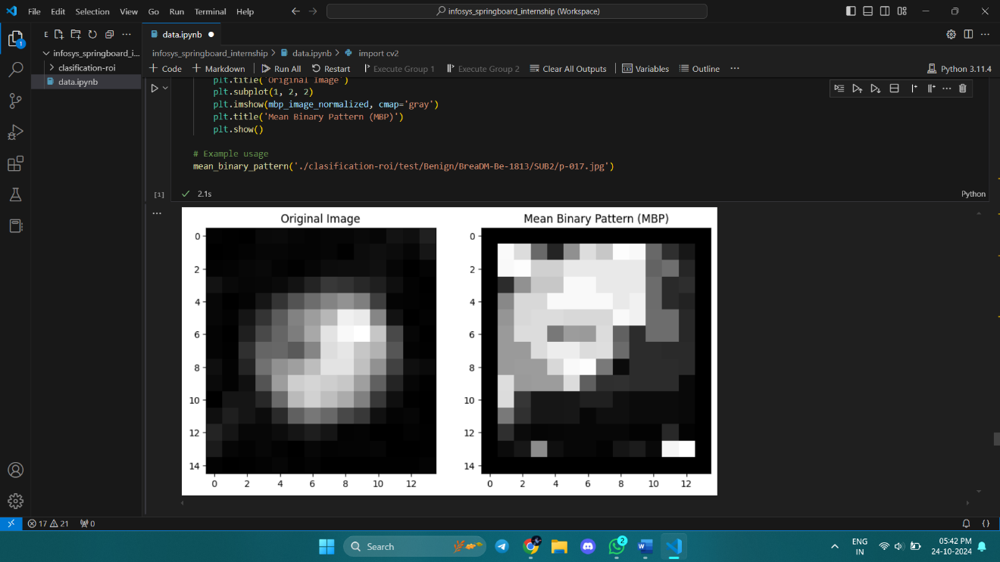 File Edit Selection View Go Run Terminal Help
infosys_springboard_internship (Workspace)
E
data.ipynb
infosys_springboard_i...
clasification-roi
data.ipynb
1
infosys_springboard_internship > data.ipynb > import cv2
+ Code + Markdown Run All Restart Execute Group 1 Execute Group 2 Clear All Outputs Variables Outline ...
Python 3.11.4
plt.title('Original Image')
plt.subplot(1, 2, 2)
plt.imshow(mbp_image_normalized, cmap='gray')
plt.title('Mean Binary Pattern (MBP)')
plt.show()
# Example usage
mean_binary_pattern('./clasification-roi/test/Benign/BreaDM-Be-1813/SUB2/p-017.jpg')
[1] 2.1s
Python
Original Image
0
2
4
6
8
10
12
14
0 2 4 6 8 10 12
Mean Binary Pattern (MBP)
0
2
4
6
8
10
12
14
0 2 4 6 8 10 12
17 21 0
Search
2
ENG
IN
05:42 PM
24-10-2024